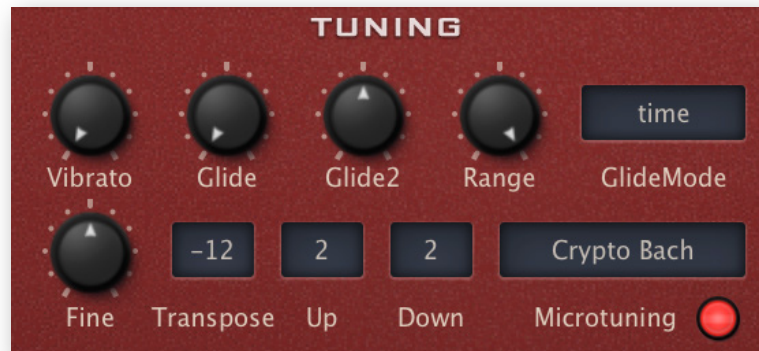 TUNING
time
Vibrato Glide Glide2 Range GlideMode
-12 2 2 Crypto Bach
Fine Transpose Up Down Microtuning